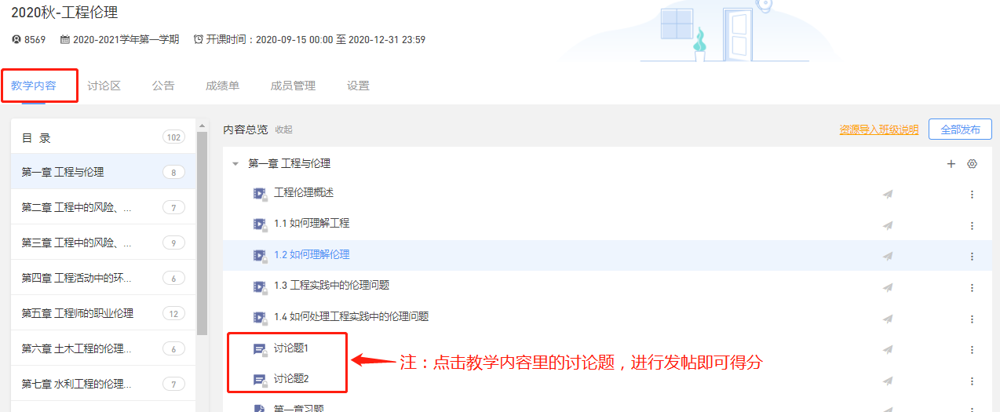 2020秋-工程伦理
8569 2020-2021学年第一学期 开课时间：2020-09-15 00:00 至 2020-12-31 23:59
教学内容 讨论区 公告 成绩单 成员管理 设置
目 录 102
第一章 工程与伦理 8
第二章 工程中的风险、... 7
第三章 工程中的风险、... 9
第四章 工程活动中的环... 6
第五章 工程师的职业伦理 12
第六章 土木工程的伦理... 6
第七章 水利工程的伦理... 7
内容总览 收起 资源导入班级说明 全部发布
第一章 工程与伦理
工程伦理概述
1.1 如何理解工程
1.2 如何理解伦理
1.3 工程实践中的伦理问题
1.4 如何处理工程实践中的伦理问题
讨论题1
注：点击教学内容里的讨论题，进行发帖即可得分
讨论题2
第一章习题